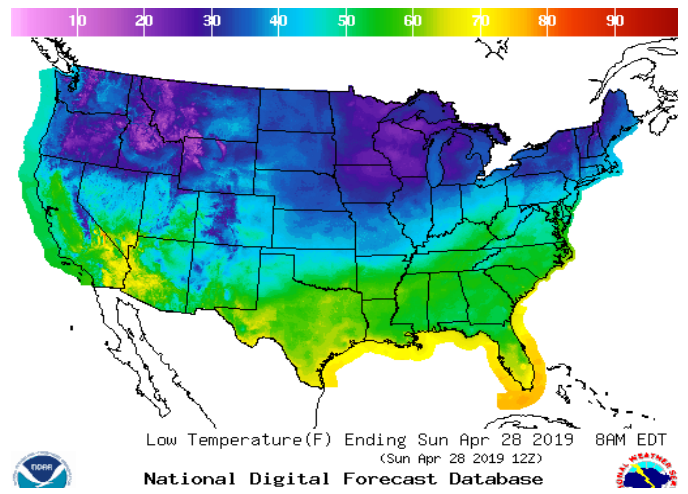 10 20 30 40 50 60 70 80 90
Low Temperature(F) Ending Sun Apr 28 2019 8AM EDT
(Sun Apr 28 2019 12Z)
National Digital Forecast Database
noaa